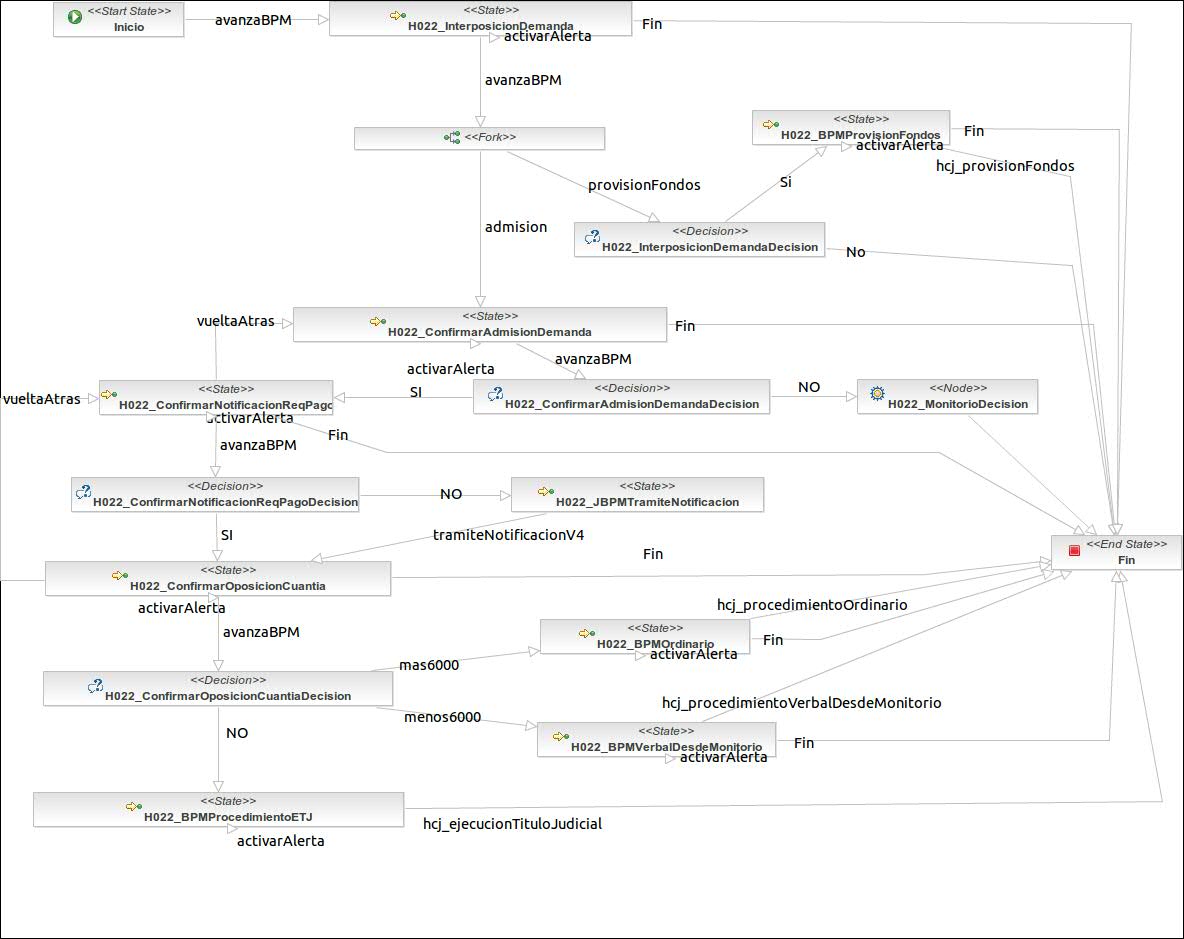 <<Start State>>
Inicio
avanzaBPM
<<State>>
H022_InterposicionDemanda
activarAlerta
Fin
avanzaBPM
<<Fork>>
<<State>>
H022_BPMProvisionFondos
activarAlerta
Fin
hcj_provisionFondos
provisionFondos
Si
admision
<<Decision>>
H022_InterposicionDemandaDecision
No
vueltaAtras
<<State>>
H022_ConfirmarAdmisionDemanda
Fin
activarAlerta
avanzaBPM
vueltaAtras
<<State>>
H022_ConfirmarNotificacionReqPago
activarAlerta
SI
<<Decision>>
H022_ConfirmarAdmisionDemandaDecision
NO
<<Node>>
H022_MonitorioDecision
Fin
avanzaBPM
<<Decision>>
H022_ConfirmarNotificacionReqPagoDecision
NO
<<State>>
H022_JBPMTramiteNotificacion
SI
tramiteNotificacionV4
<<End State>>
Fin
Fin
<<State>>
H022_ConfirmarOposicionCuantia
activarAlerta
hcj_procedimientoOrdinario
avanzaBPM
<<State>>
H022_BPMOrdinario
activarAlerta
Fin
mas6000
<<Decision>>
H022_ConfirmarOposicionCuantiaDecision
hcj_procedimientoVerbalDesdeMonitorio
menos6000
NO
<<State>>
H022_BPMVerbalDesdeMonitorio
activarAlerta
Fin
<<State>>
H022_BPMProcedimientoETJ
hcj_ejecucionTituloJudicial
activarAlerta